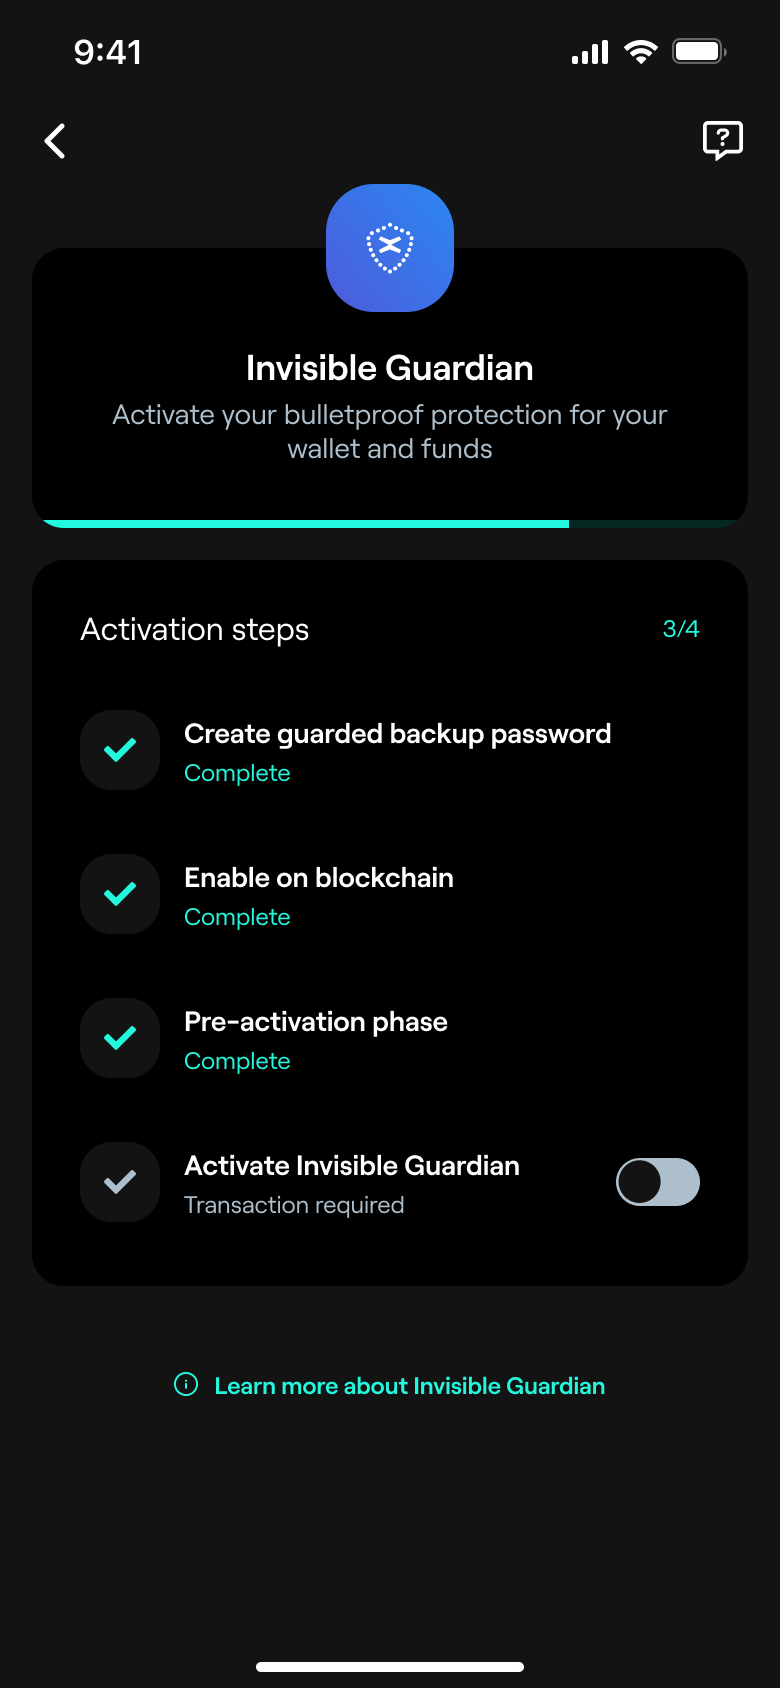 9:41
Invisible Guardian
Activate your bulletproof protection for your
wallet and funds
Activation steps
3/4
Create guarded backup password
Complete
Enable on blockchain
Complete
Pre-activation phase
Complete
Activate Invisible Guardian
Transaction required
Learn more about Invisible Guardian